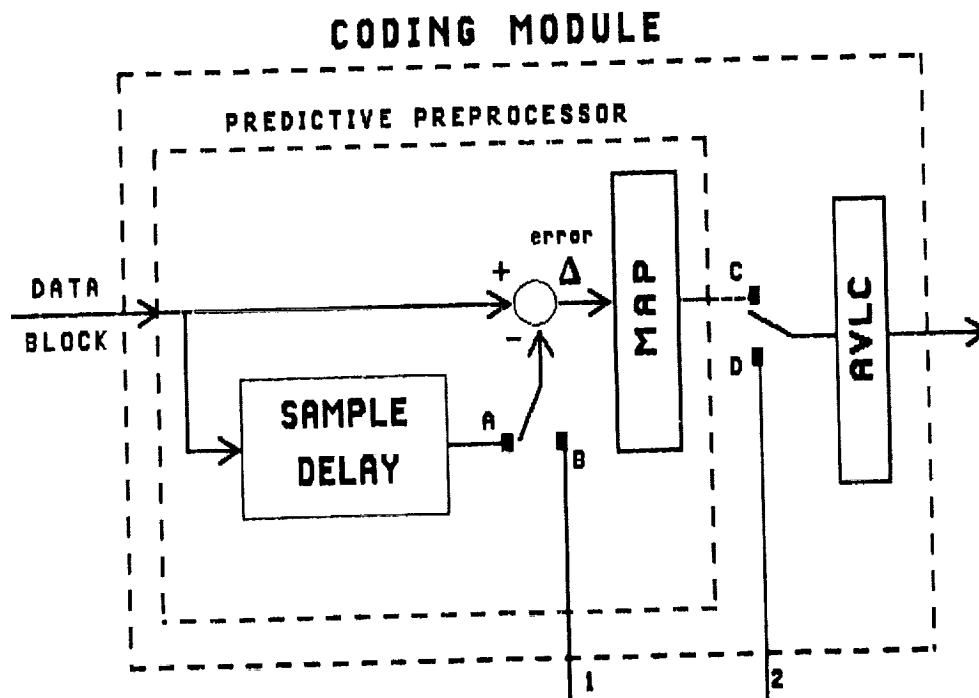 CODING MODULE
PREDICTIVE PREPROCESSOR
error
+ Δ
DATA
BLOCK
-
MAP
C
D
AVLC
SAMPLE
DELAY
A
B
1
2